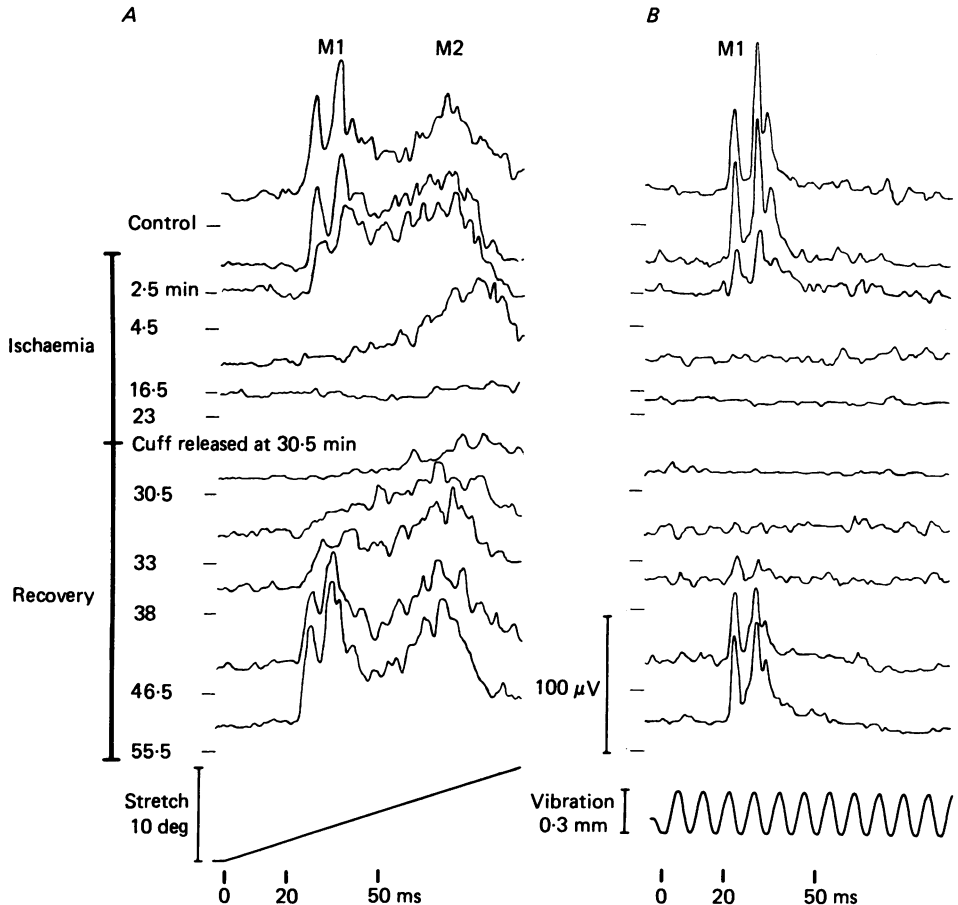 A
B
M1
M2
M1
Control
2·5 min
4·5
Ischaemia
16·5
23
Cuff released at 30·5 min
30·5
33
Recovery
38
46·5
55·5
100 μV
Stretch
10 deg
Vibration
0·3 mm
0 20 50 ms
0 20 50 ms